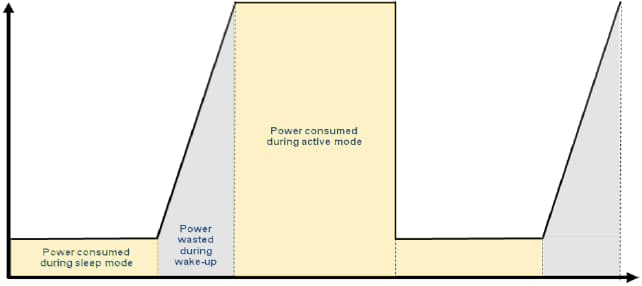 Power consumed
during sleep mode
Power
wasted
during
wake-up
Power consumed
during active mode